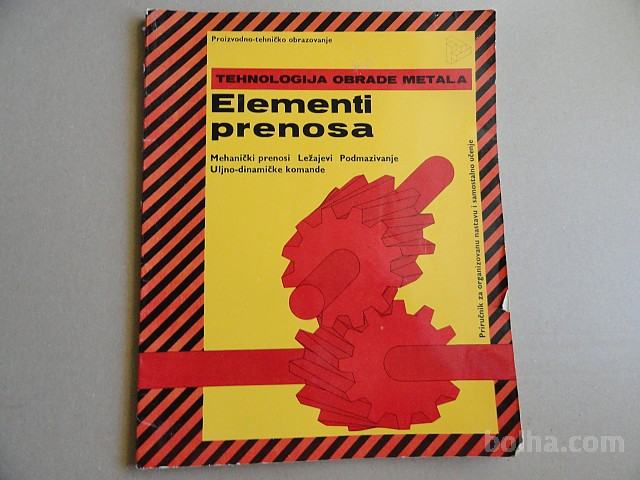 Proizvodno-tehničko obrazovanje
TEHNOLOGIJA OBRADE METALA
Elementi
prenosa
Mehanički prenosi Ležajevi Podmazivanje
Uljno-dinamičke komande
Priručnik za organizovanu nastavu i samostalno učenje
bolha.com